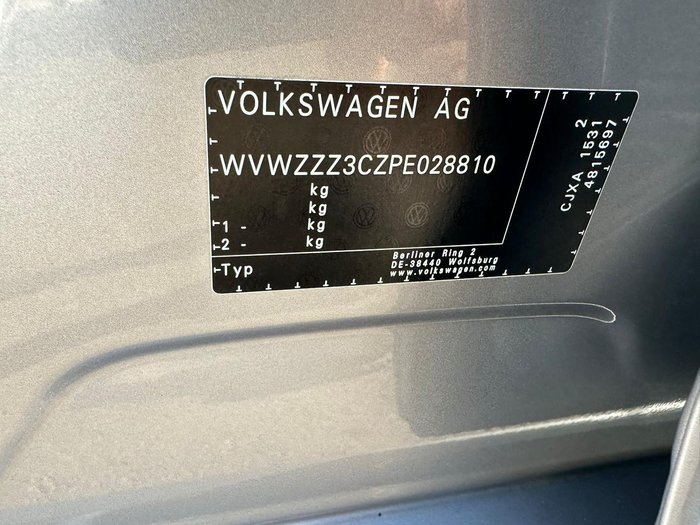 VOLKSWAGEN AG
WVWZZZ3CZPE028810
kg
kg
1 - kg
2 - kg
Typ
Berliner Ring 2
DE-38440 Wolfsburg
www.volkswagen.com
2
CJXA 1531
4815697